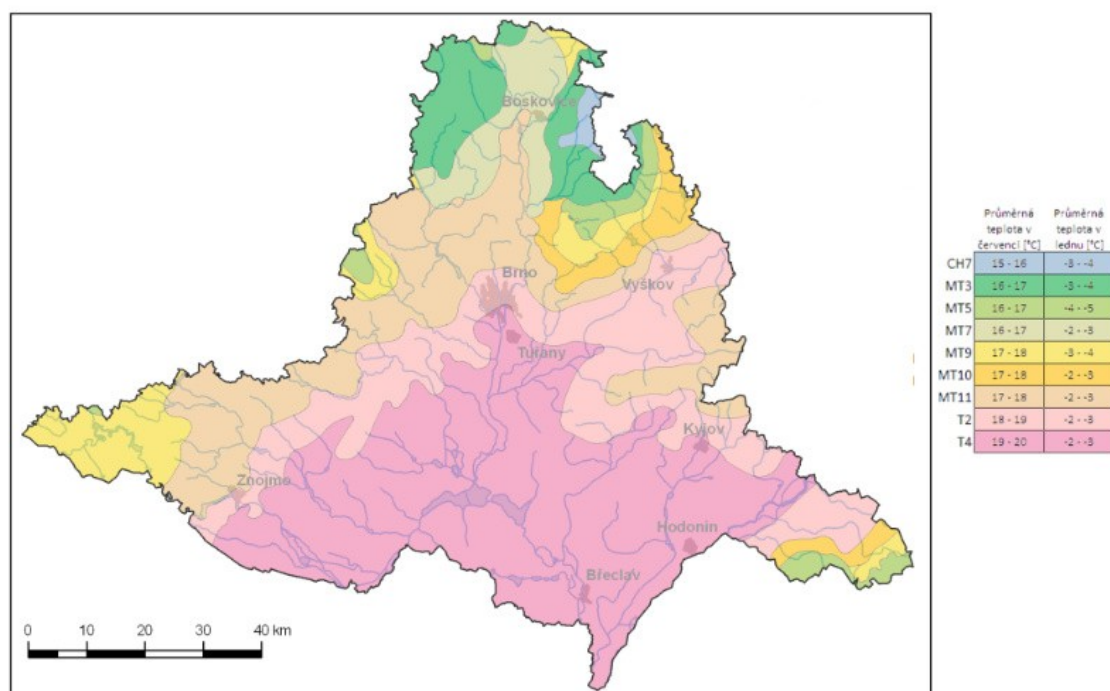 Boskovice
Brno
Vyškov
Tuřany
Kyjov
Znojmo
Hodonín
Břeclav
0 10 20 30 40 km
Průměrná teplota v červenci [°C] Průměrná teplota v lednu [°C]
CH7 15 - 16 -3 - -4
MT3 16 - 17 -3 - -4
MT5 16 - 17 -4 - -5
MT7 16 - 17 -2 - -3
MT9 17 - 18 -3 - -4
MT10 17 - 18 -2 - -3
MT11 17 - 18 -2 - -3
T2 18 - 19 -2 - -3
T4 19 - 20 -2 - -3